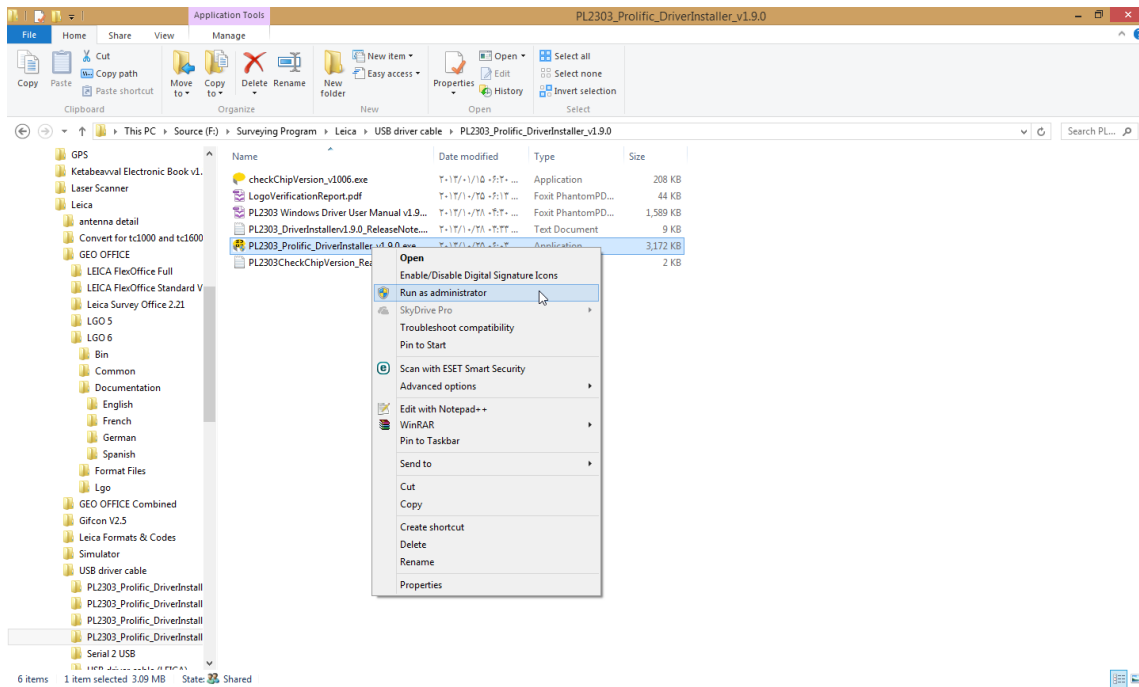 Application Tools
PL2303_Prolific_DriverInstaller_v1.9.0
File Home Share View Manage
Copy
Paste
Cut
Copy path
Paste shortcut
Clipboard
Move to
Copy to
Delete
Rename
Organize
New folder
New item
Easy access
New
Properties
Open
Edit
History
Open
Select all
Select none
Invert selection
Select
This PC Source (F:) Surveying Program Leica USB driver cable PL2303_Prolific_DriverInstaller_v1.9.0
Search PL...
GPS
Ketabeavval Electronic Book v1.
Laser Scanner
Leica
antenna detail
Convert for tc1000 and tc1600
GEO OFFICE
LEICA FlexOffice Full
LEICA FlexOffice Standard V
Leica Survey Office 2.21
LGO 5
LGO 6
Bin
Common
Documentation
English
French
German
Spanish
Format Files
Lgo
GEO OFFICE Combined
Gifcon V2.5
Leica Formats & Codes
Simulator
USB driver cable
PL2303_Prolific_DriverInstall
PL2303_Prolific_DriverInstall
PL2303_Prolific_DriverInstall
PL2303_Prolific_DriverInstall
Serial 2 USB
Name Date modified Type Size
checkChipVersion_v1006.exe Application 208 KB
LogoVerificationReport.pdf Foxit PhantomPD... 44 KB
PL2303 Windows Driver User Manual v1.9... Foxit PhantomPD... 1,589 KB
PL2303_DriverInstallerv1.9.0_ReleaseNote.... Text Document 9 KB
PL2303_Prolific_DriverInstaller_v1.9.0.exe Application 3,172 KB
PL2303CheckChipVersion_Rea 2 KB
Open
Enable/Disable Digital Signature Icons
Run as administrator
SkyDrive Pro
Troubleshoot compatibility
Pin to Start
Scan with ESET Smart Security
Advanced options
Edit with Notepad++
WinRAR
Pin to Taskbar
Send to
Cut
Copy
Create shortcut
Delete
Rename
Properties
6 items 1 item selected 3.09 MB State: Shared